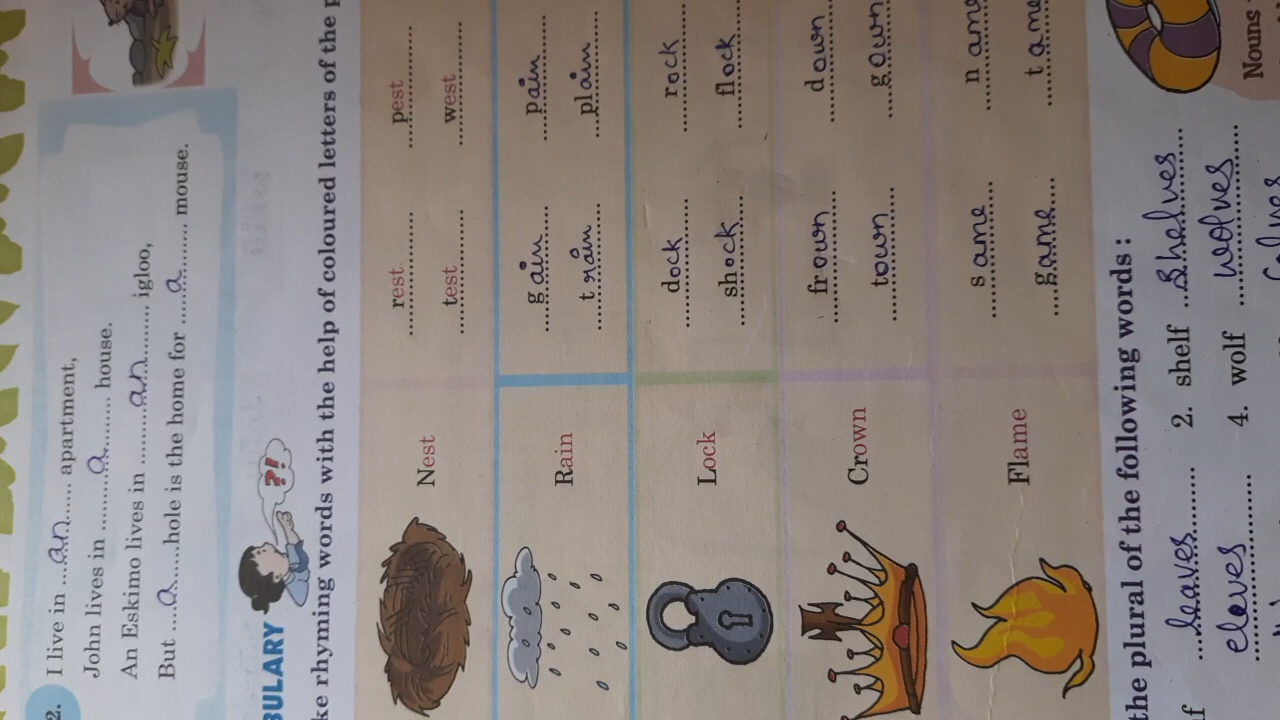 2. I live in an apartment,
John lives in a house.
An Eskimo lives in an igloo,
But a hole is the home for a mouse.
BULARY
?!
ke rhyming words with the help of coloured letters of the p
Nest rest pest
test west
Rain gain pain
train plain
Lock dock rock
shock flock
Crown frown down
town gown
Flame same name
game tame
the plural of the following words:
f leaves 2. shelf Shelves
elves 4. wolf wolves
Nouns